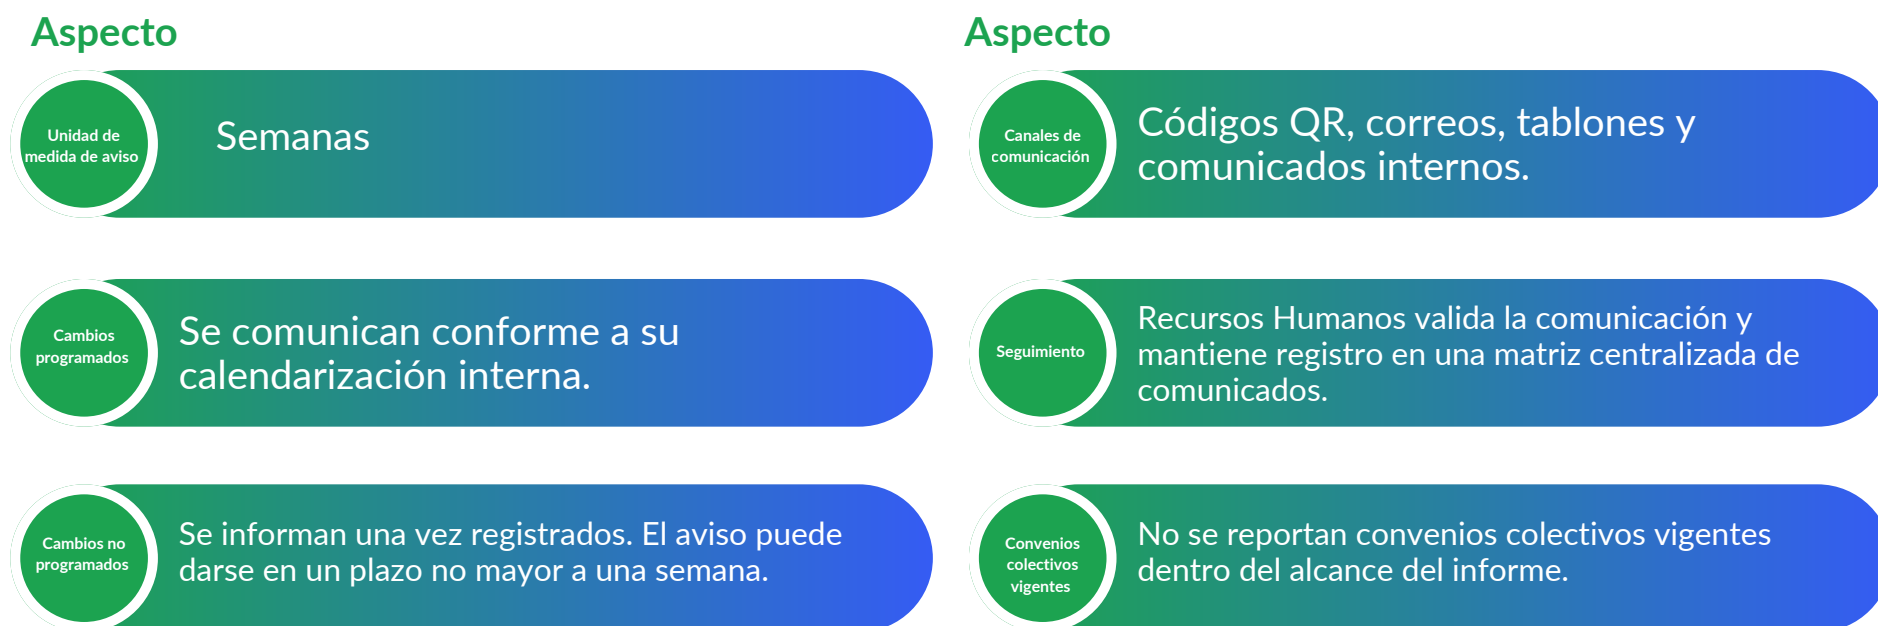 Aspecto
Unidad de
medida de aviso
Semanas
Cambios
programados
Se comunican conforme a su
calendarización interna.
Cambios no
programados
Se informan una vez registrados. El aviso puede
darse en un plazo no mayor a una semana.
Aspecto
Canales de
comunicación
Códigos QR, correos, tablones y
comunicados internos.
Seguimiento
Recursos Humanos valida la comunicación y
mantiene registro en una matriz centralizada de
comunicados.
Convenios
colectivos
vigentes
No se reportan convenios colectivos vigentes
dentro del alcance del informe.